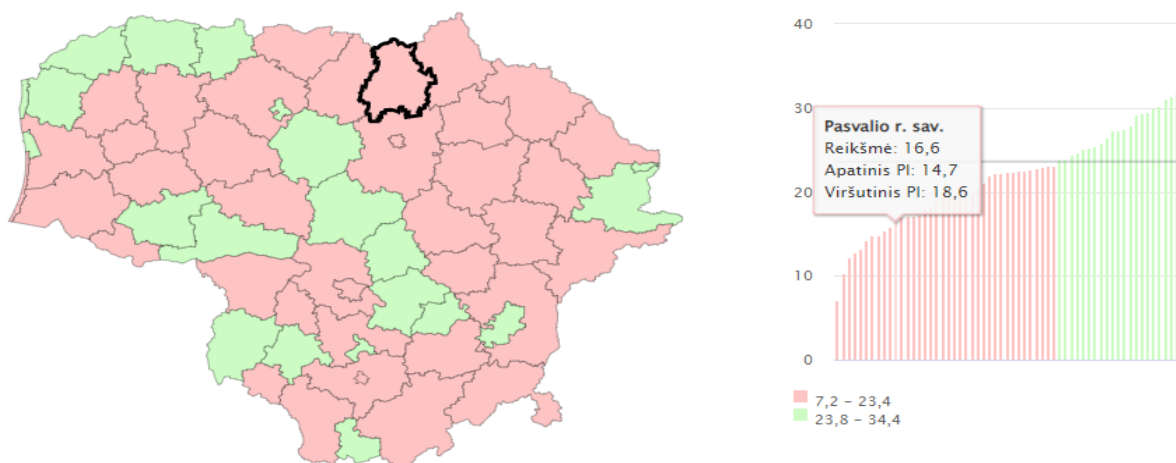 40
30
Pasvalio r. sav.
Reikšmė: 16,6
Apatinis PI: 14,7
Viršutinis PI: 18,6
20
10
0
7,2 – 23,4
23,8 – 34,4